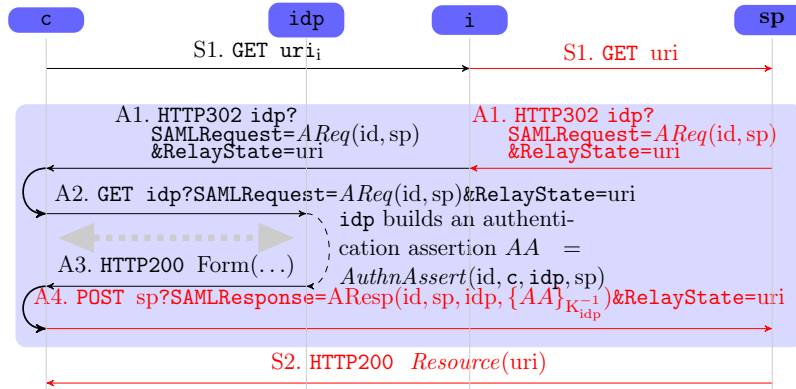 c idp i sp
S1. GET uri_i S1. GET uri
A1. HTTP302 idp? A1. HTTP302 idp?
SAMLRequest=AReq(id, sp) SAMLRequest=AReq(id, sp)
&RelayState=uri &RelayState=uri
A2. GET idp?SAMLRequest=AReq(id, sp)&RelayState=uri
idp builds an authenti-
cation assertion AA =
A3. HTTP200 Form(...)
AuthnAssert(id, c, idp, sp)
A4. POST sp?SAMLResponse=AResp(id, sp, idp, {AA}_{K_{idp}^{-1}})&RelayState=uri
S2. HTTP200 Resource(uri)